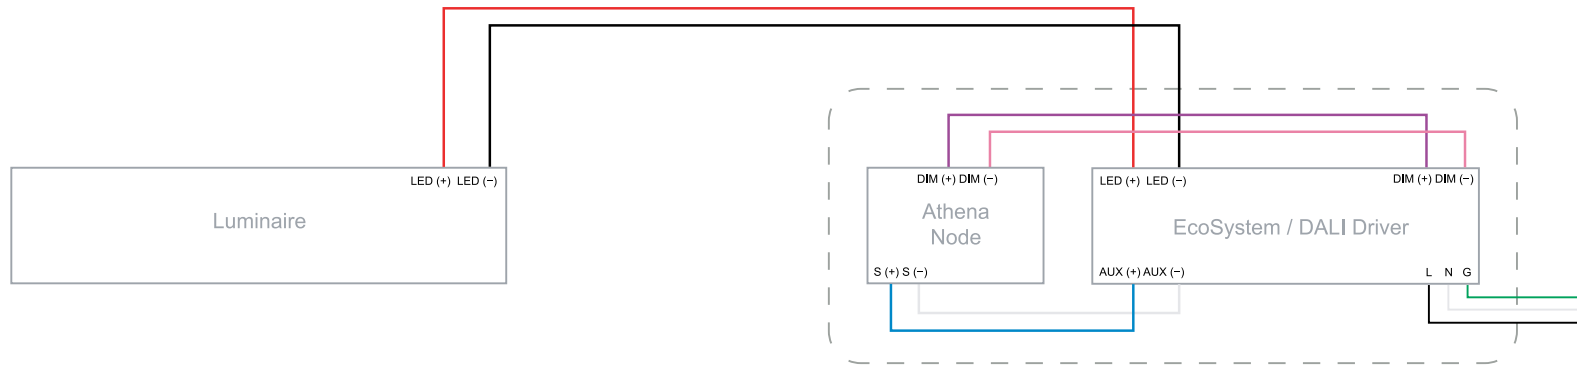 LED (+) LED (−)
Luminaire
DIM (+) DIM (−)
Athena
Node
S (+) S (−)
LED (+) LED (−)
DIM (+) DIM (−)
EcoSystem / DALI Driver
AUX (+) AUX (−)
L N G